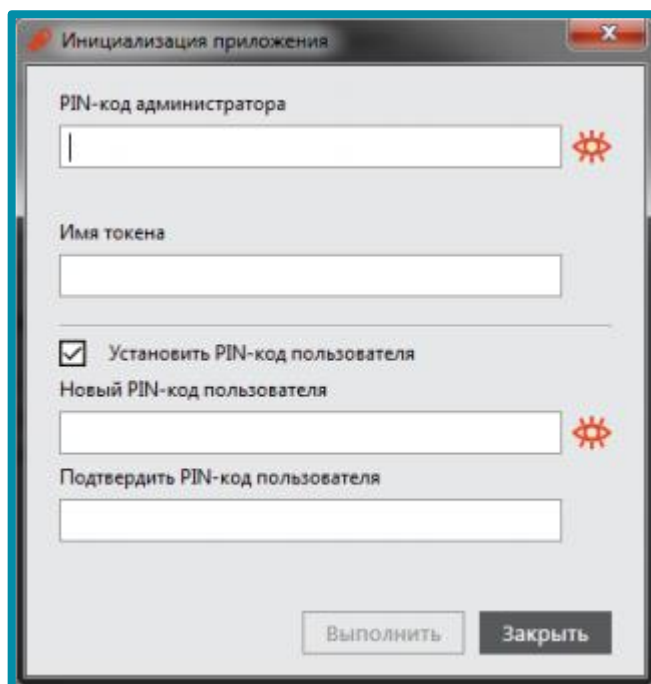 Инициализация приложения
PIN-код администратора
Имя токена
Установить PIN-код пользователя
Новый PIN-код пользователя
Подтвердить PIN-код пользователя
Выполнить Закрыть